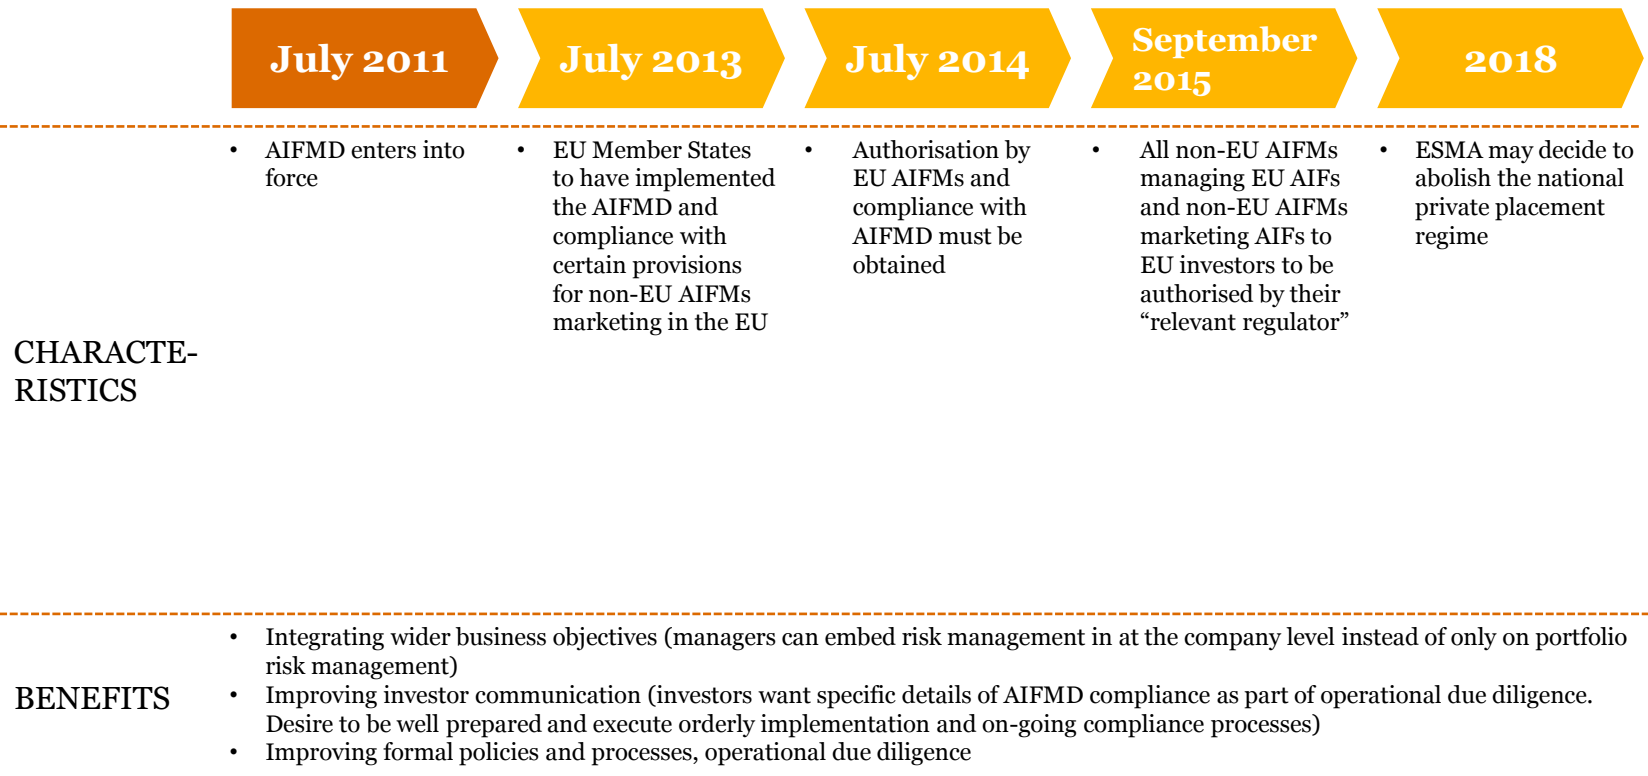 July 2011
July 2013
July 2014
September
2015
2018
CHARACTE-
RISTICS
• AIFMD enters into
force
• EU Member States
to have implemented
the AIFMD and
compliance with
certain provisions
for non-EU AIFMs
marketing in the EU
• Authorisation by
EU AIFMs and
compliance with
AIFMD must be
obtained
• All non-EU AIFMs
managing EU AIFs
and non-EU AIFMs
marketing AIFs to
EU investors to be
authorised by their
“relevant regulator”
• ESMA may decide to
abolish the national
private placement
regime
BENEFITS
• Integrating wider business objectives (managers can embed risk management in at the company level instead of only on portfolio
risk management)
• Improving investor communication (investors want specific details of AIFMD compliance as part of operational due diligence.
Desire to be well prepared and execute orderly implementation and on-going compliance processes)
• Improving formal policies and processes, operational due diligence